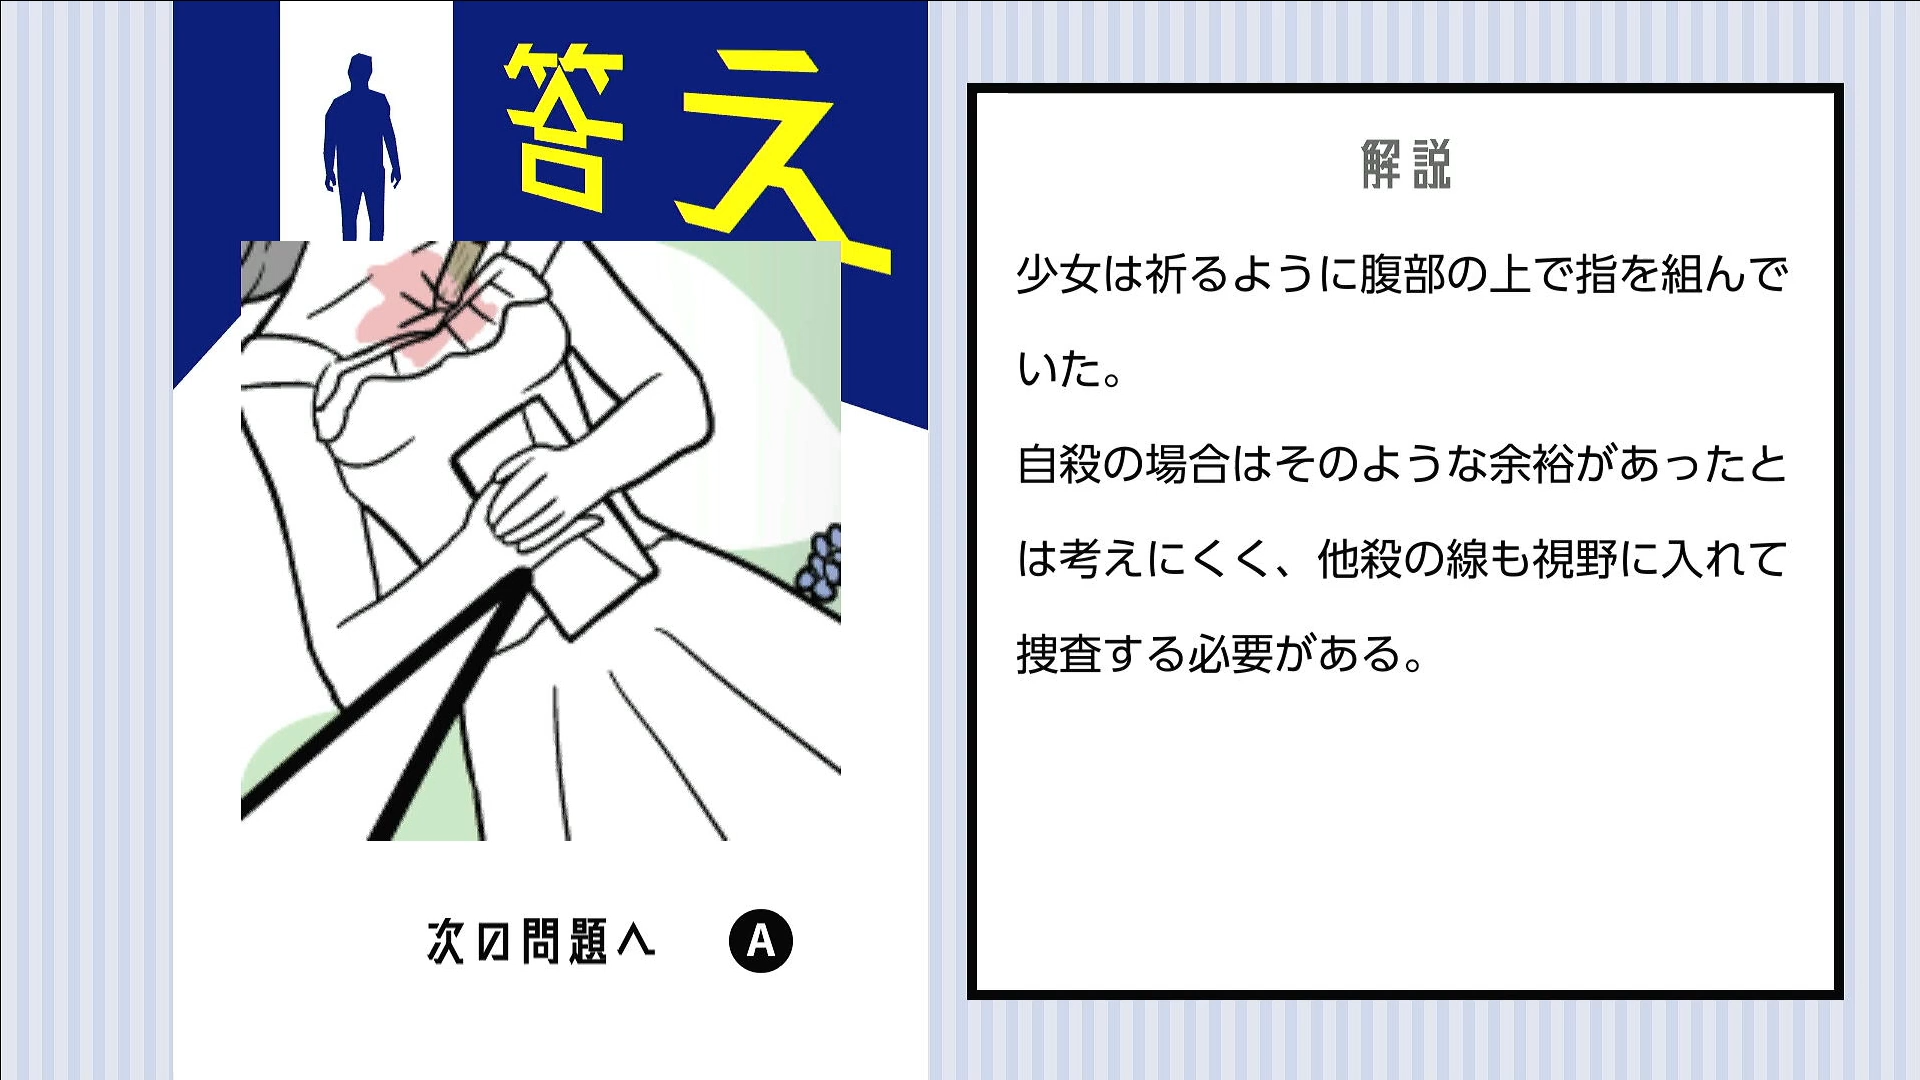 答え
解説
少女は祈るように腹部の上で指を組んで
いた。
自殺の場合はそのような余裕があったと
は考えにくく、他殺の線も視野に入れて
捜査する必要がある。
次の問題へ A